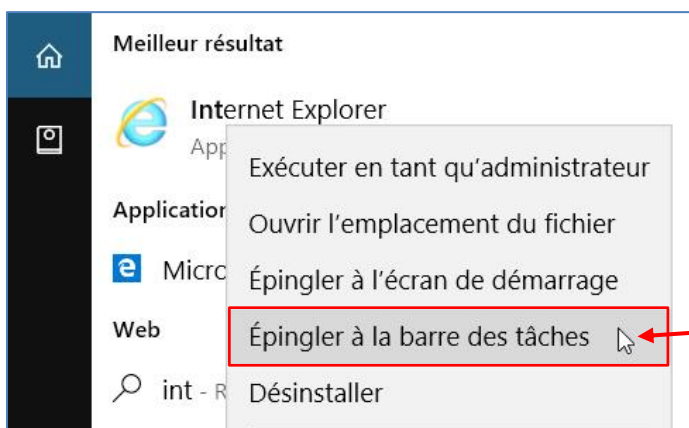 Meilleur résultat
Internet Explorer
App
Exécuter en tant qu'administrateur
Application
Ouvrir l'emplacement du fichier
Micro
Épingler à l'écran de démarrage
Web
Épingler à la barre des tâches
int - R
Désinstaller